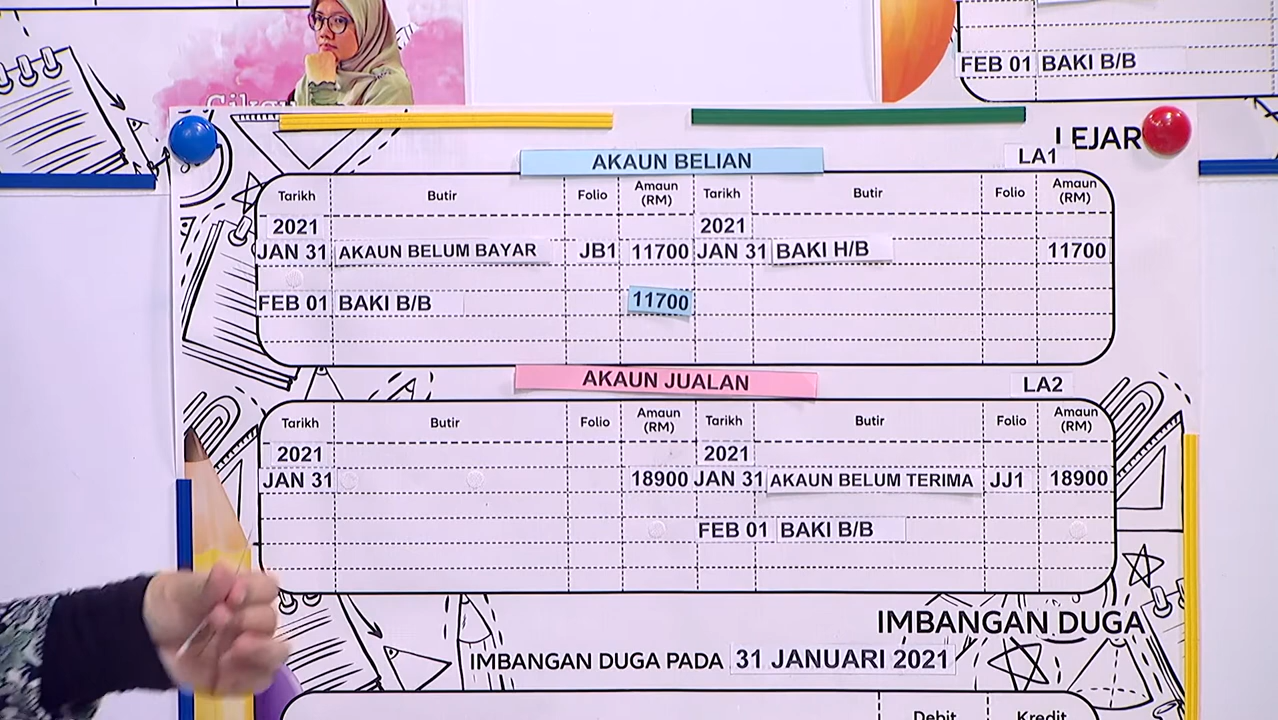 FEB 01 BAKI B/B
LEJAR
AKAUN BELIAN LA1
Tarikh Butir Folio Amaun (RM) Tarikh Butir Folio Amaun (RM)
2021 2021
JAN 31 AKAUN BELUM BAYAR JB1 11700 JAN 31 BAKI H/B 11700
FEB 01 BAKI B/B 11700
AKAUN JUALAN LA2
Tarikh Butir Folio Amaun (RM) Tarikh Butir Folio Amaun (RM)
2021 2021
JAN 31 18900 JAN 31 AKAUN BELUM TERIMA JJ1 18900
FEB 01 BAKI B/B
IMBANGAN DUGA
IMBANGAN DUGA PADA 31 JANUARI 2021
Debit Kredit